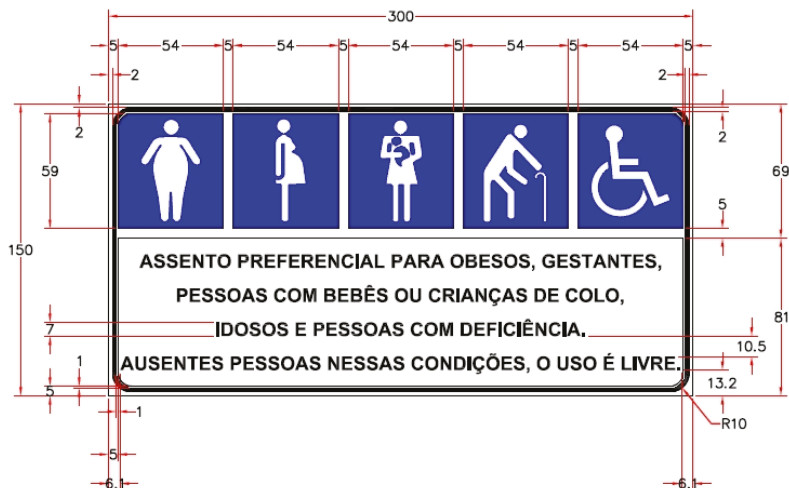 300
5 54 5 54 5 54 5 54 5 54 5
2 2
2 2
59 69
5
150
ASSENTO PREFERENCIAL PARA OBESOS, GESTANTES,
PESSOAS COM BEBÊS OU CRIANÇAS DE COLO,
81
7 IDOSOS E PESSOAS COM DEFICIÊNCIA.
10.5
1 AUSENTES PESSOAS NESSAS CONDIÇÕES, O USO É LIVRE.
13.2
5
1
R10
5
6.1 6.1